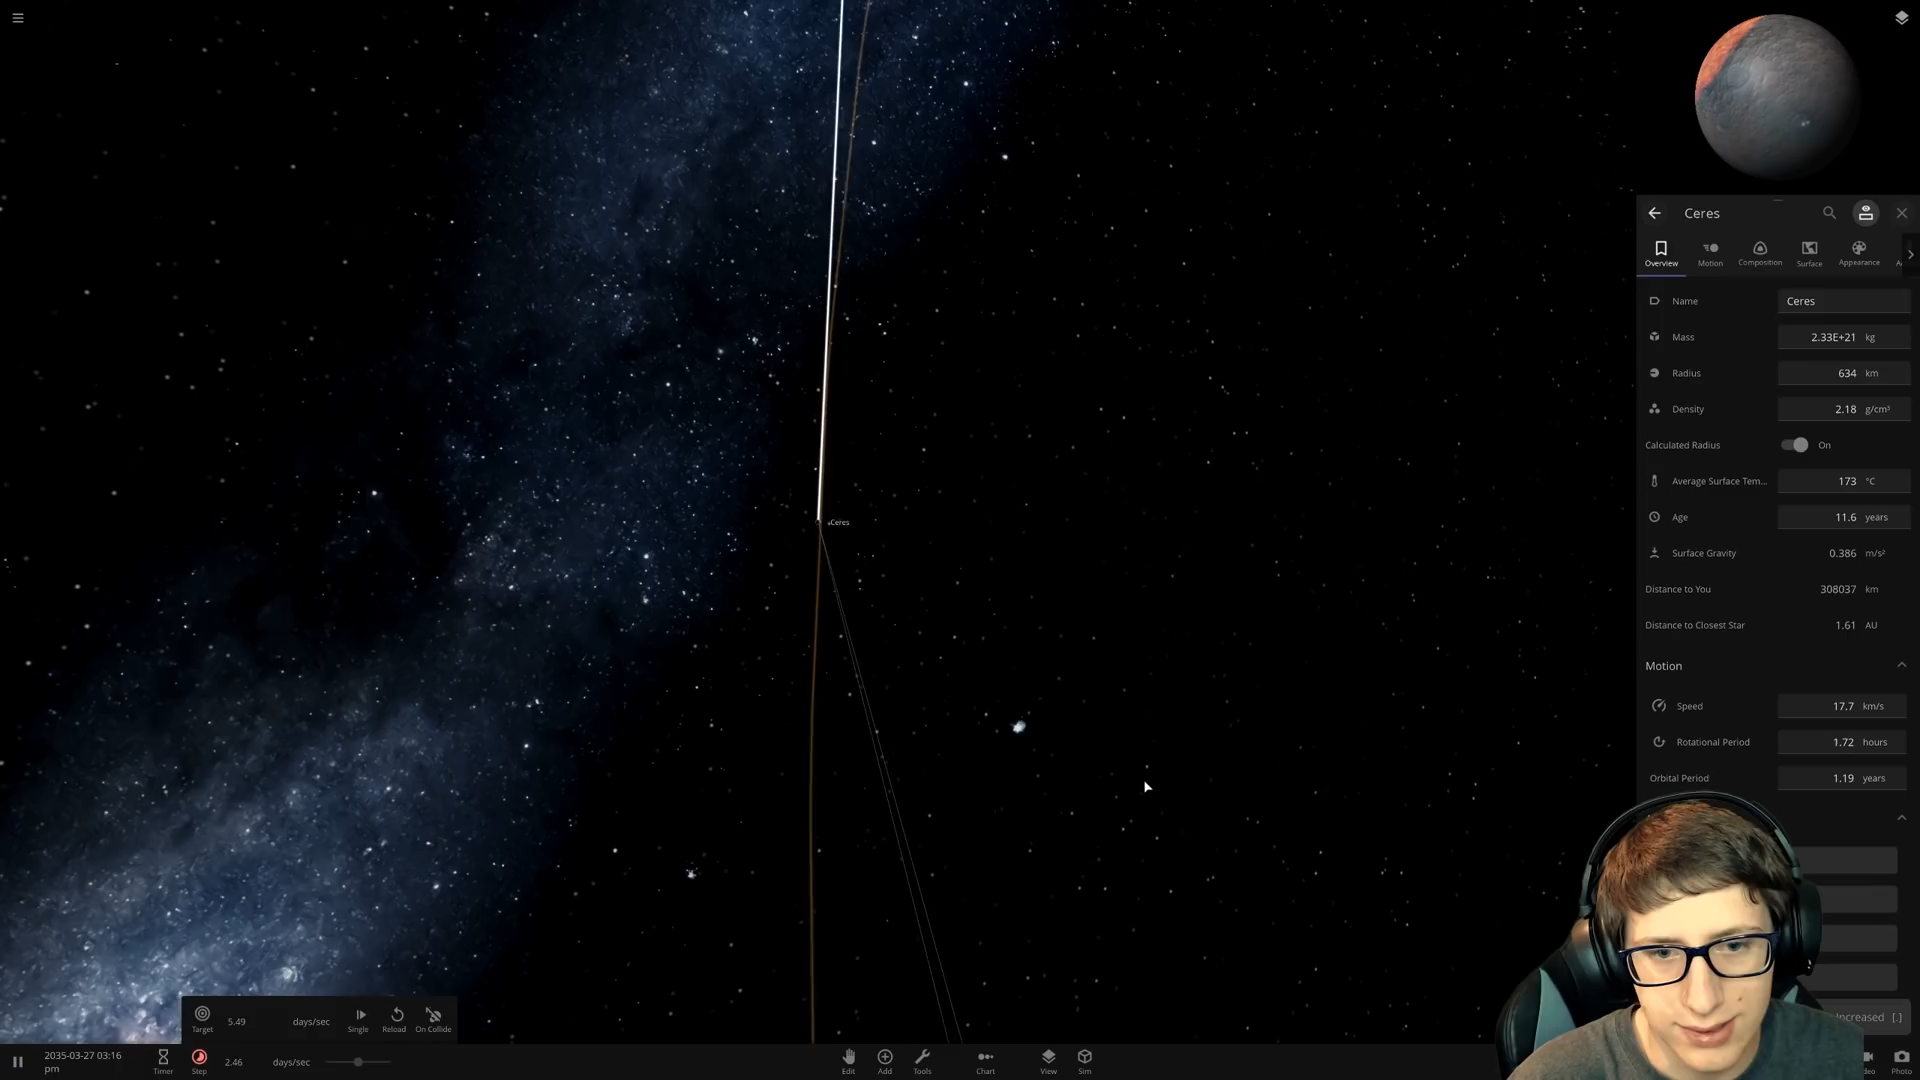 Ceres
Overview
Motion
Composition
Surface
Appearance
Name
Ceres
Mass
2.33E+21 kg
Radius
634 km
Density
2.18 g/cm³
Calculated Radius
On
Average Surface Tem...
173 °C
Age
11.6 years
Surface Gravity
0.386 m/s²
Distance to You
308037 km
Distance to Closest Star
1.61 AU
Motion
Speed
17.7 km/s
Rotational Period
1.72 hours
Orbital Period
1.19 years
Increased [.]
Ceres
Target
5.49 days/sec
Single
Reload
On Collide
2035-03-27 03:16
pm
Timer
Step
2.46 days/sec
Edit
Add
Tools
Chart
View
Sim
Photo